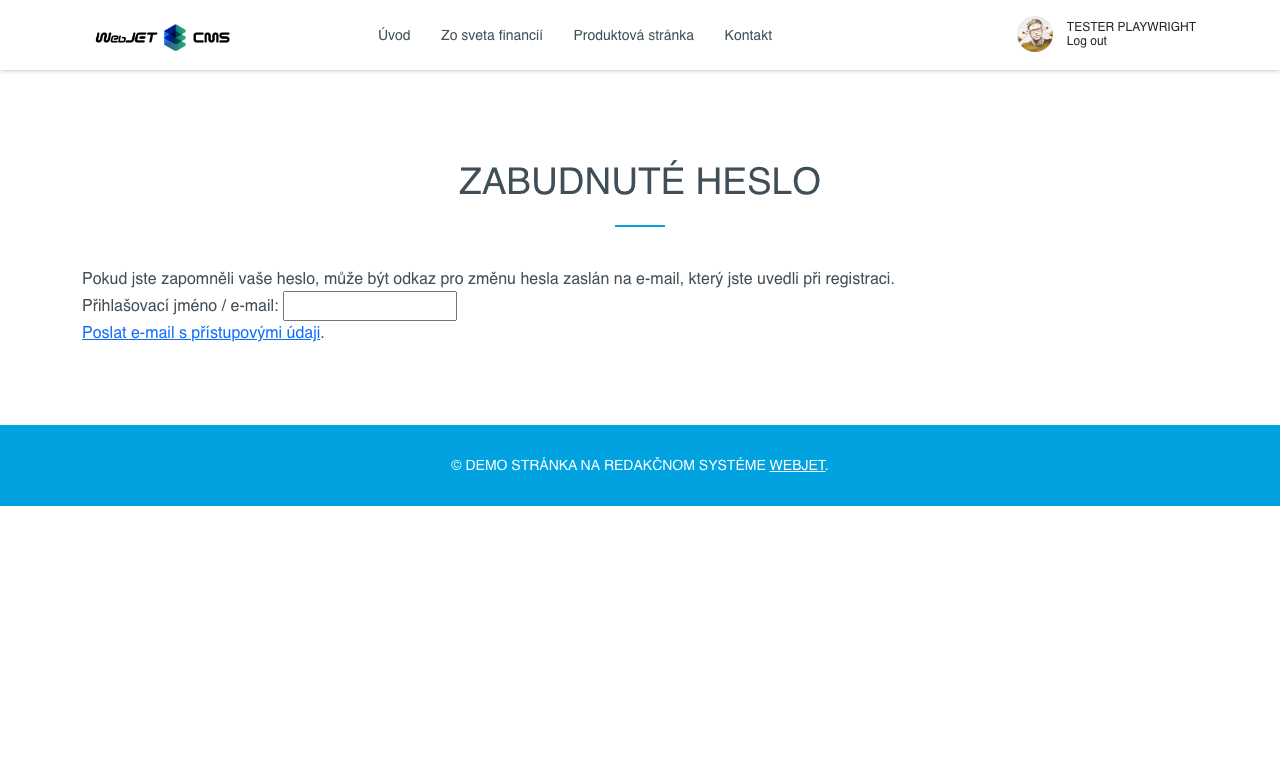 WebJET CMS
Úvod
Zo sveta financií
Produktová stránka
Kontakt
TESTER PLAYWRIGHT
Log out
ZABUDNUTÉ HESLO
Pokud jste zapomněli vaše heslo, může být odkaz pro změnu hesla zaslán na e-mail, který jste uvedli při registraci.
Přihlašovací jméno / e-mail:
Poslat e-mail s přístupovými údaji.
© DEMO STRÁNKA NA REDAKČNOM SYSTÉME WEBJET.